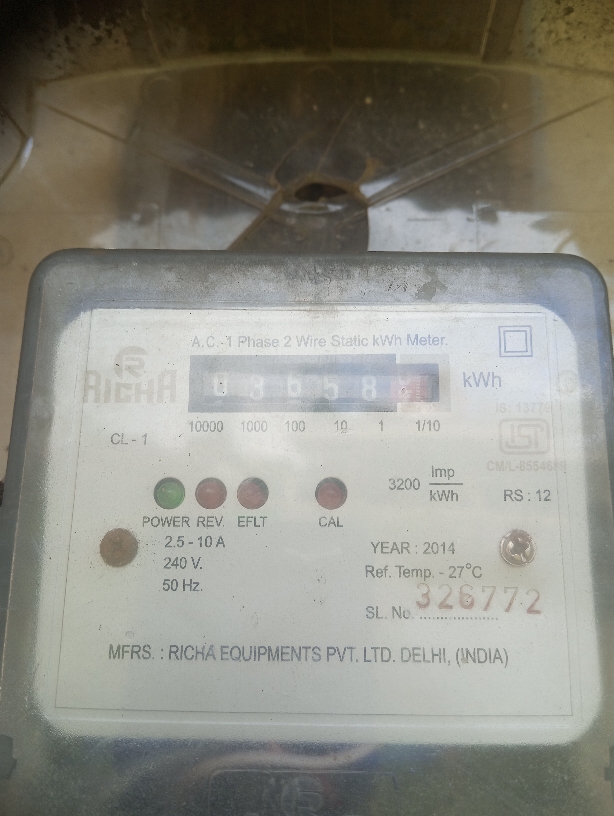 A.C.-1 Phase 2 Wire Static kWh Meter.
RICHA
8 6 5 8
kWh
10000 1000 100 10 1 1/10
CL - 1
3200 imp/kWh
RS : 12
POWER REV. EFLT CAL
2.5 - 10 A
240 V.
50 Hz.
YEAR : 2014
Ref. Temp. - 27°C
SL. No. 326772
MFRS. : RICHA EQUIPMENTS PVT. LTD. DELHI, (INDIA)